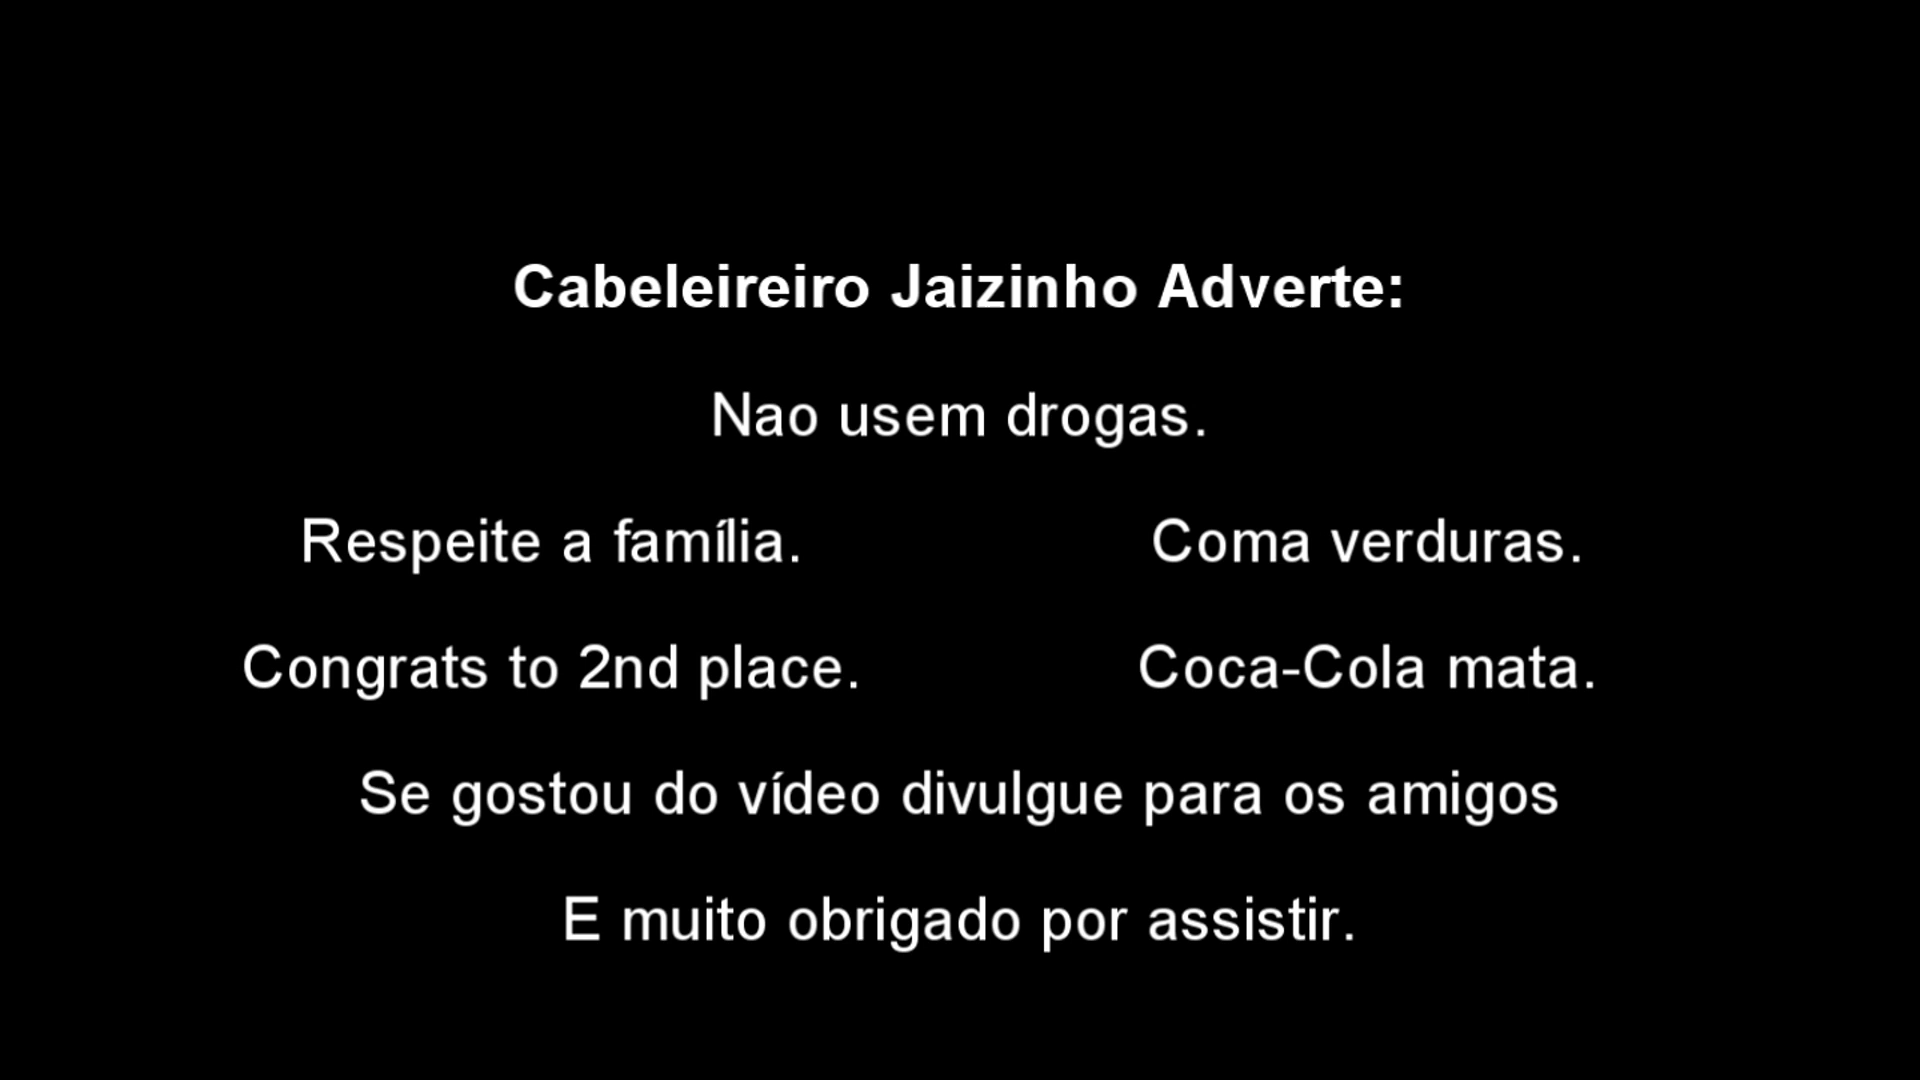 Cabeleireiro Jaizinho Adverte:
Nao usem drogas.
Respeite a família. Coma verduras.
Congrats to 2nd place. Coca-Cola mata.
Se gostou do vídeo divulgue para os amigos
E muito obrigado por assistir.